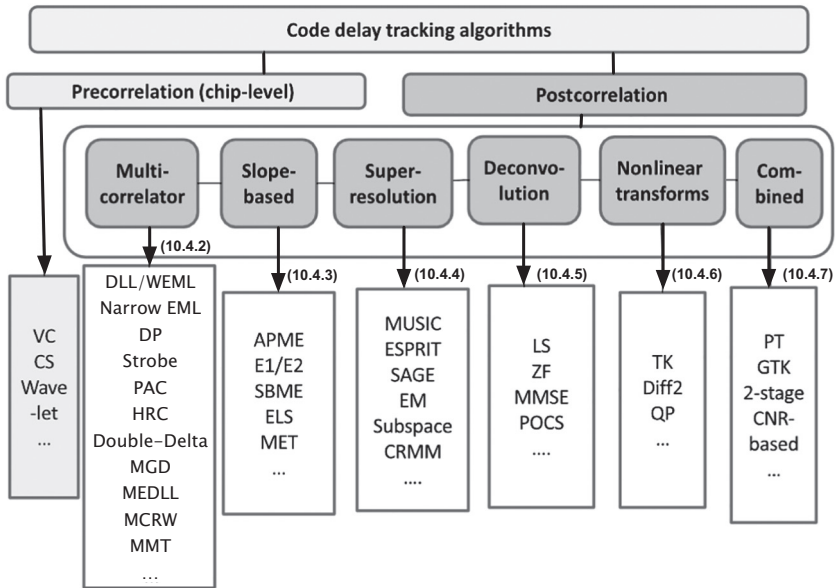 Code delay tracking algorithms
Precorrelation (chip-level)
Postcorrelation
Multi-
correlator
Slope-
based
Super-
resolution
Deconvo-
lution
Nonlinear
transforms
Com-
bined
(10.4.2)
(10.4.3)
(10.4.4)
(10.4.5)
(10.4.6)
(10.4.7)
VC
CS
Wave
-let
...
DLL/WEML
Narrow EML
DP
Strobe
PAC
HRC
Double-Delta
MGD
MEDLL
MCRW
MMT
...
APME
E1/E2
SBME
ELS
MET
...
MUSIC
ESPRIT
SAGE
EM
Subspace
CRMM
....
LS
ZF
MMSE
POCS
....
TK
Diff2
QP
...
PT
GTK
2-stage
CNR-
based
...